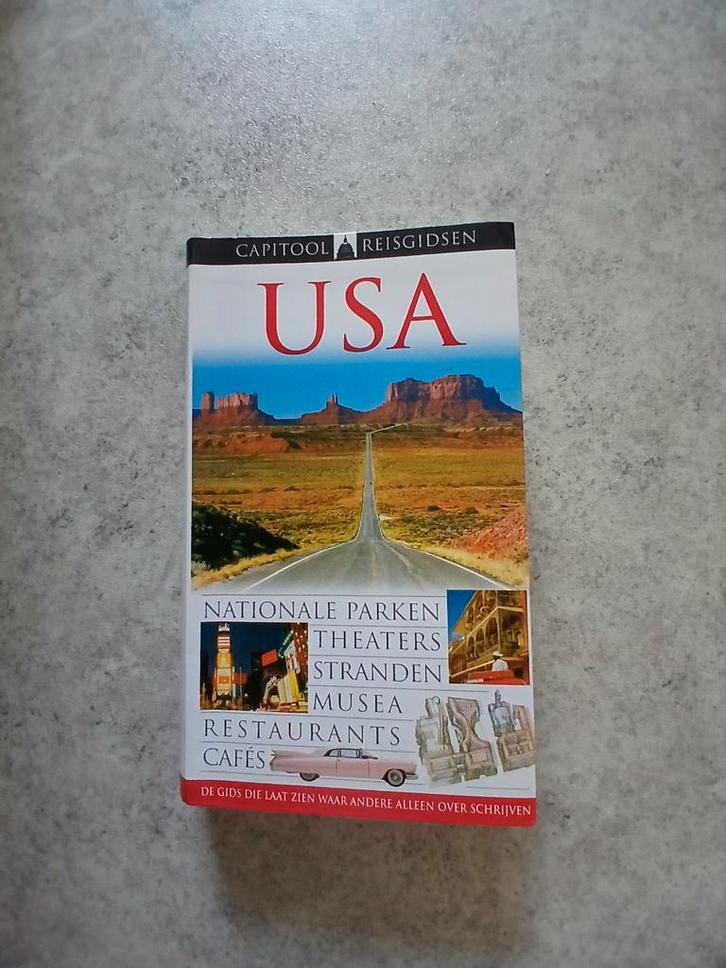 CAPITOOL REISGIDSEN
USA
NATIONALE PARKEN
THEATERS
STRANDEN
MUSEA
RESTAURANTS
CAFÉS
DE GIDS DIE LAAT ZIEN WAAR ANDERE ALLEEN OVER SCHRIJVEN